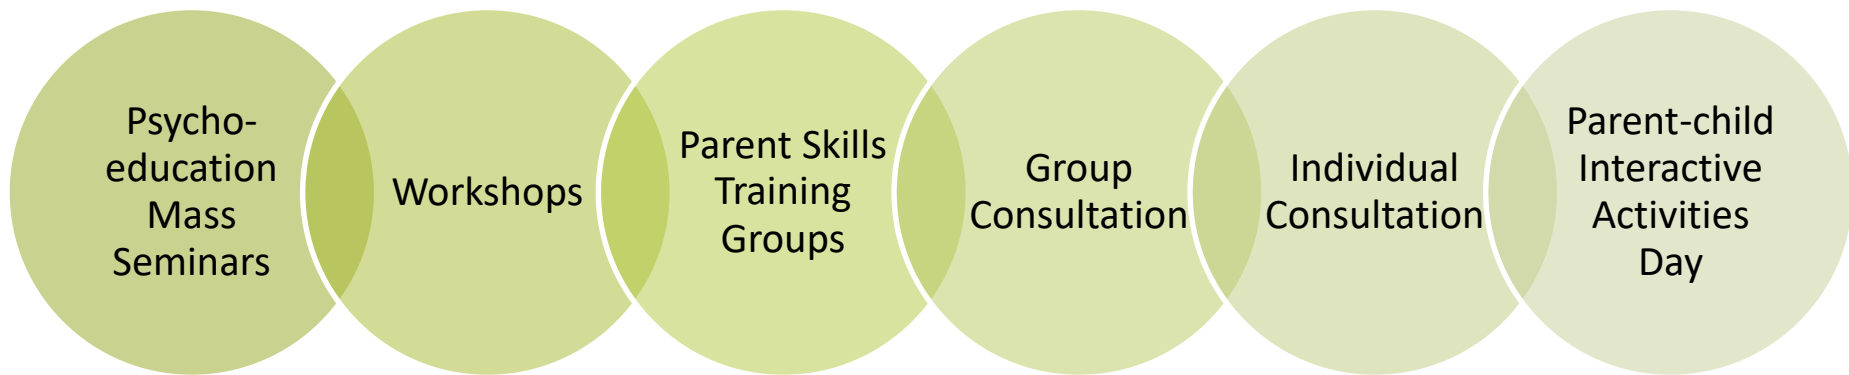 Psycho-
education
Mass
Seminars
Workshops
Parent Skills
Training
Groups
Group
Consultation
Individual
Consultation
Parent-child
Interactive
Activities
Day